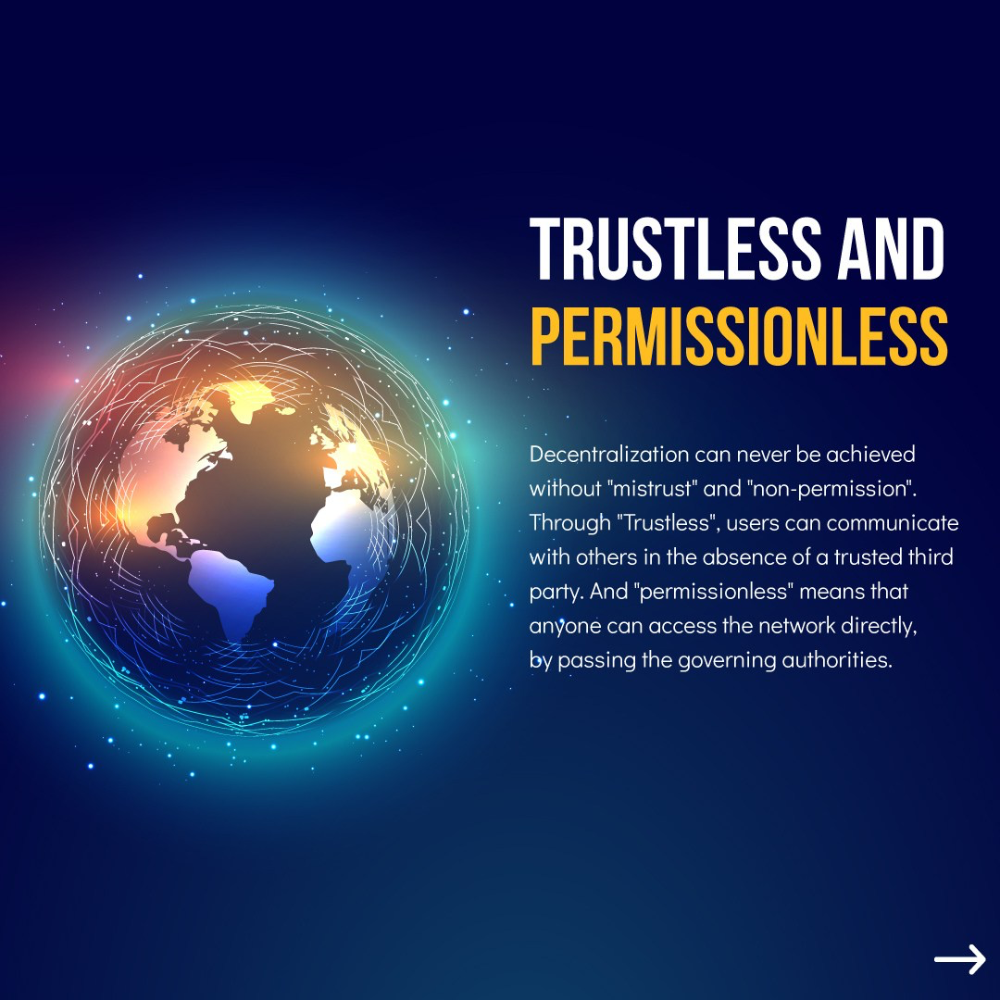 TRUSTLESS AND
PERMISSIONLESS
Decentralization can never be achieved
without "mistrust" and "non-permission".
Through "Trustless", users can communicate
with others in the absence of a trusted third
party. And "permissionless" means that
anyone can access the network directly,
by passing the governing authorities.